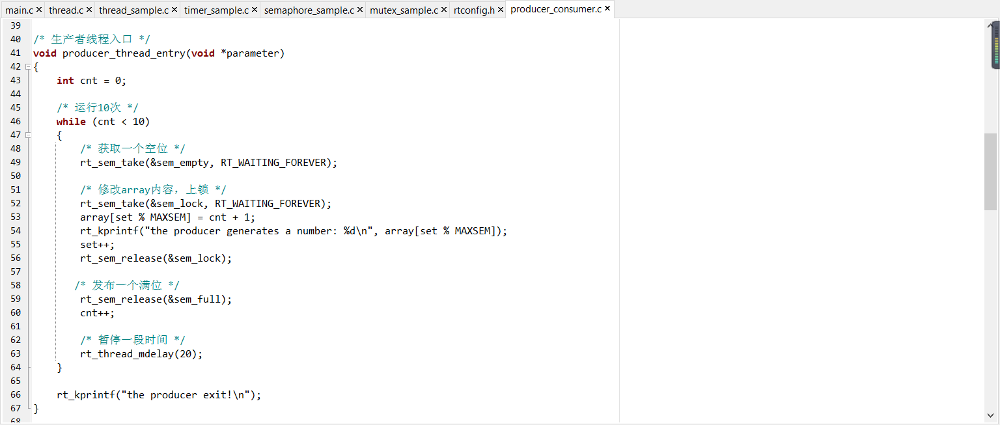 main.c × thread.c × thread_sample.c × timer_sample.c × semaphore_sample.c × mutex_sample.c × rtconfig.h × producer_consumer.c ×
39
40 /* 生产者线程入口 */
41 void producer_thread_entry(void *parameter)
42 {
43     int cnt = 0;
44
45     /* 运行10次 */
46     while (cnt < 10)
47     {
48         /* 获取一个空位 */
49         rt_sem_take(&sem_empty, RT_WAITING_FOREVER);
50
51         /* 修改array内容，上锁 */
52         rt_sem_take(&sem_lock, RT_WAITING_FOREVER);
53         array[set % MAXSEM] = cnt + 1;
54         rt_kprintf("the producer generates a number: %d\n", array[set % MAXSEM]);
55         set++;
56         rt_sem_release(&sem_lock);
57
58        /* 发布一个满位 */
59         rt_sem_release(&sem_full);
60         cnt++;
61
62         /* 暂停一段时间 */
63         rt_thread_mdelay(20);
64     }
65
66     rt_kprintf("the producer exit!\n");
67 }
68